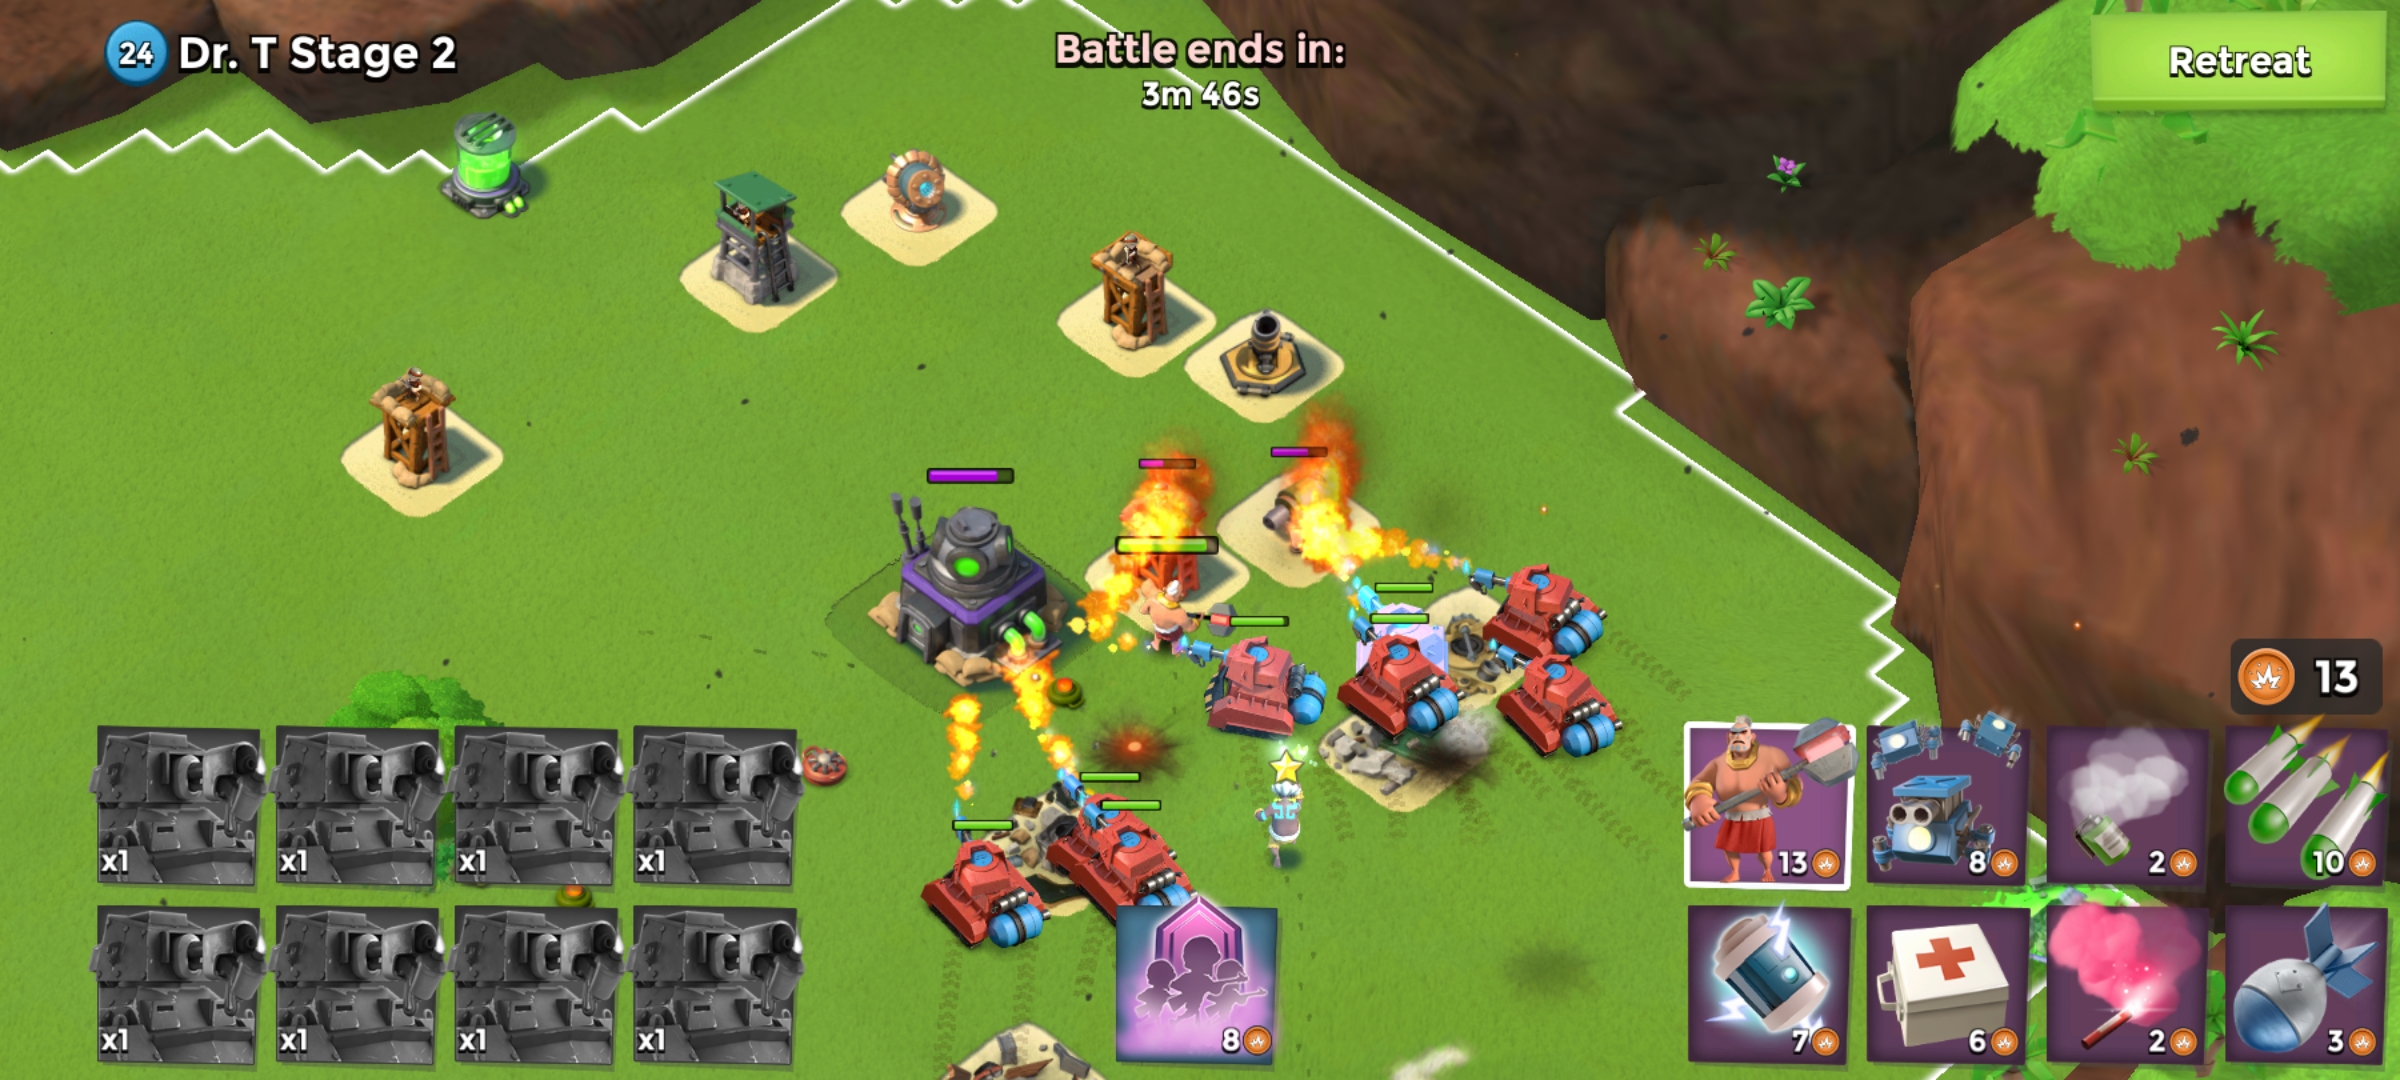 24 Dr. T Stage 2
Battle ends in:
3m 46s
Retreat
13
x1 x1 x1 x1
13 8 2 10
x1 x1 x1 x1
8
7 6 2 3